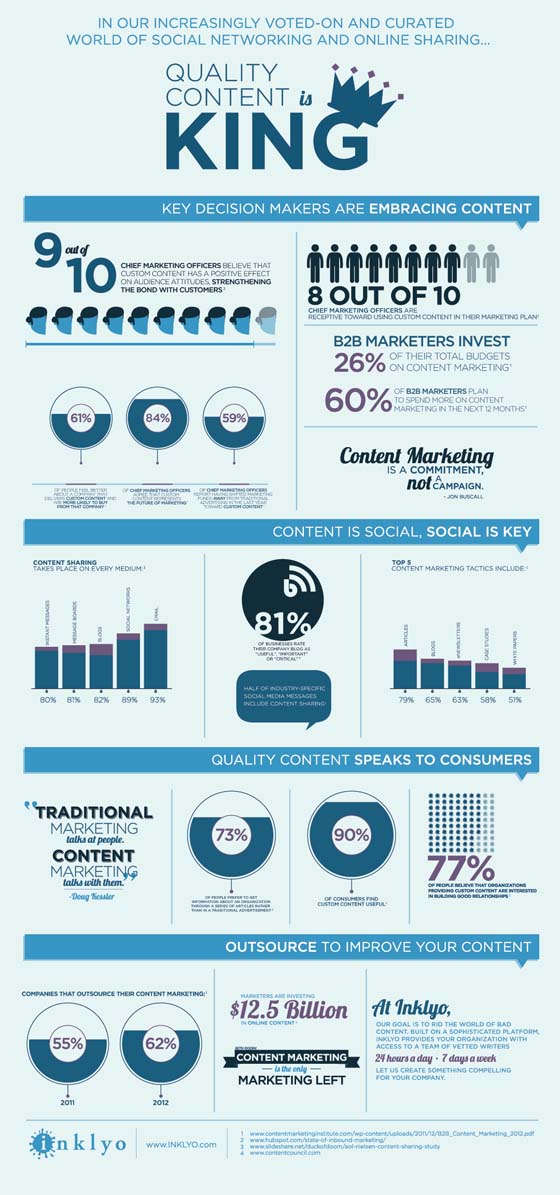 IN OUR INCREASINGLY VOTED-ON AND CURATED
WORLD OF SOCIAL NETWORKING AND ONLINE SHARING...
QUALITY
CONTENT is
KING
KEY DECISION MAKERS ARE EMBRACING CONTENT
9 out of 10
CHIEF MARKETING OFFICERS BELIEVE THAT
CUSTOM CONTENT HAS A POSITIVE EFFECT
ON AUDIENCE ATTITUDES, STRENGTHENING
THE BOND WITH CUSTOMERS
61%
84%
59%
OF PEOPLE FEEL BETTER
ABOUT A COMPANY THAT
DELIVERS CUSTOM CONTENT AND
ARE MORE LIKELY TO BUY
FROM THAT COMPANY
OF CHIEF MARKETING OFFICERS
AGREE THAT CUSTOM
CONTENT REPRESENTS
THE FUTURE OF MARKETING
OF CHIEF MARKETING OFFICERS
REPORT HAVING SHIFTED MARKETING
FUNDS AWAY FROM TRADITIONAL
ADVERTISING IN THE LAST YEAR
TOWARD CUSTOM CONTENT
8 OUT OF 10
CHIEF MARKETING OFFICERS ARE
RECEPTIVE TOWARD USING CUSTOM CONTENT IN THEIR MARKETING PLAN
B2B MARKETERS INVEST
26% OF THEIR TOTAL BUDGETS
ON CONTENT MARKETING
60% OF B2B MARKETERS PLAN
TO SPEND MORE ON CONTENT
MARKETING IN THE NEXT 12 MONTHS
Content Marketing
IS A COMMITMENT,
not A CAMPAIGN.
- JON BUSCALL
CONTENT IS SOCIAL, SOCIAL IS KEY
CONTENT SHARING
TAKES PLACE ON EVERY MEDIUM:
INSTANT MESSAGES
MESSAGE BOARDS
BLOGS
SOCIAL NETWORKS
EMAIL
80% 81% 82% 89% 93%
81%
OF BUSINESSES RATE
THEIR COMPANY BLOG AS
"USEFUL", "IMPORTANT"
OR "CRITICAL."
HALF OF INDUSTRY-SPECIFIC
SOCIAL MEDIA MESSAGES
INCLUDE CONTENT SHARING
TOP 5
CONTENT MARKETING TACTICS INCLUDE:
ARTICLES
BLOGS
eNEWSLETTERS
CASE STUDIES
WHITE PAPERS
79% 65% 63% 58% 51%
QUALITY CONTENT SPEAKS TO CONSUMERS
"TRADITIONAL
MARKETING
talks at people.
CONTENT
MARKETING
talks with them."
-Doug Kessler
73%
OF PEOPLE PREFER TO GET
INFORMATION ABOUT AN ORGANIZATION
THROUGH A SERIES OF ARTICLES RATHER
THAN IN A TRADITIONAL ADVERTISEMENT
90%
OF CONSUMERS FIND
CUSTOM CONTENT USEFUL
77%
OF PEOPLE BELIEVE THAT ORGANIZATIONS
PROVIDING CUSTOM CONTENT ARE INTERESTED
IN BUILDING GOOD RELATIONSHIPS
OUTSOURCE TO IMPROVE YOUR CONTENT
COMPANIES THAT OUTSOURCE THEIR CONTENT MARKETING:
55%
62%
2011
2012
MARKETERS ARE INVESTING
$12.5 Billion
IN ONLINE CONTENT
SETH GODIN:
CONTENT MARKETING
is the only
MARKETING LEFT
At Inklyo,
OUR GOAL IS TO RID THE WORLD OF BAD
CONTENT. BUILT ON A SOPHISTICATED PLATFORM,
INKLYO PROVIDES YOUR ORGANIZATION WITH
ACCESS TO A TEAM OF VETTED WRITERS
24 hours a day · 7 days a week
LET US CREATE SOMETHING COMPELLING
FOR YOUR COMPANY.
inklyo
www.INKLYO.com
1 www.contentmarketinginstitute.com/wp-content/uploads/2011/12/B2B_Content_Marketing_2012.pdf
2 www.hubspot.com/state-of-inbound-marketing/
3 www.slideshare.net/duckofdoom/aol-nielsen-content-sharing-study
4 www.contentcouncil.com